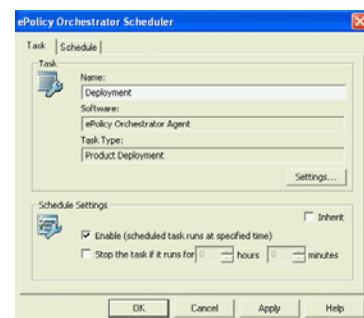 ePolicy Orchestrator Scheduler
Task Schedule
Task
Name:
Deployment
Software:
ePolicy Orchestrator Agent
Task Type:
Product Deployment
Settings...
Schedule Settings
Inherit
Enable (scheduled task runs at specified time)
Stop the task if it runs for 0 hours 0 minutes
OK Cancel Apply Help